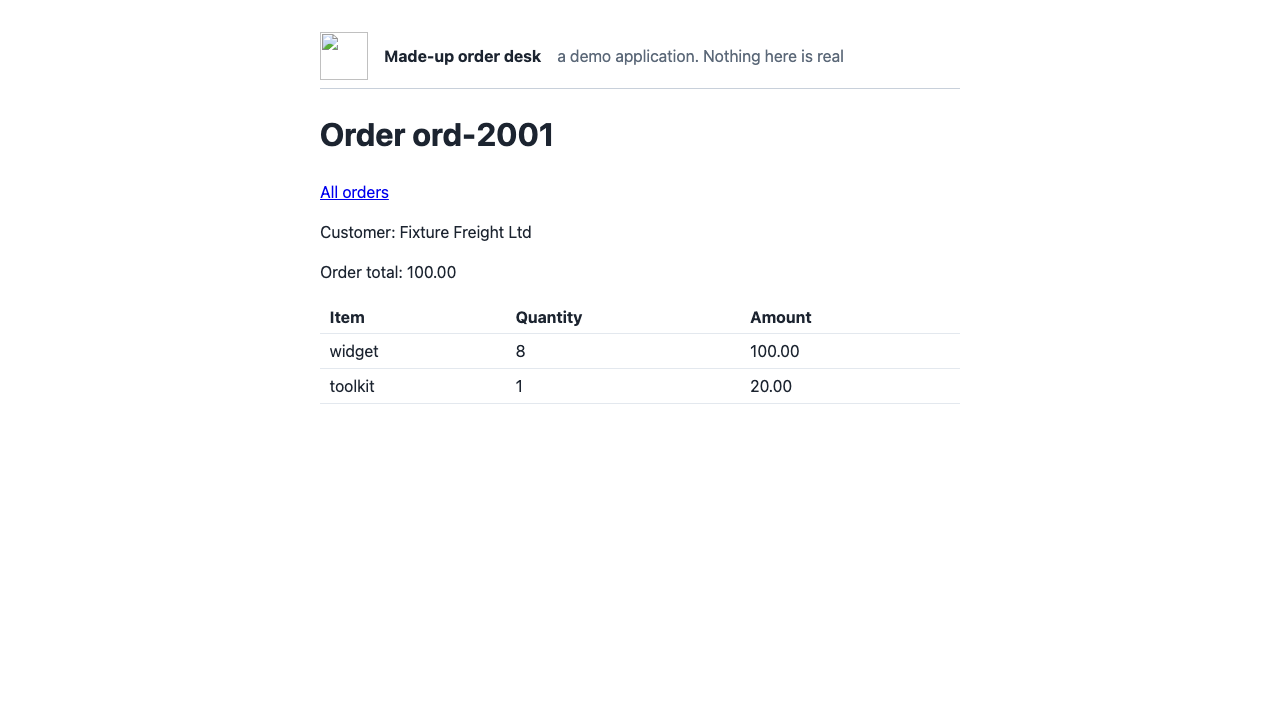 Made-up order desk a demo application. Nothing here is real
Order ord-2001
All orders
Customer: Fixture Freight Ltd
Order total: 100.00
Item Quantity Amount
widget 8 100.00
toolkit 1 20.00